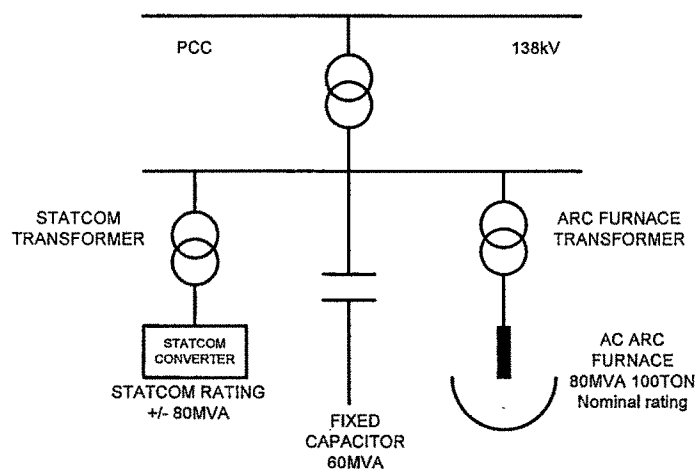 PCC
138kV
STATCOM
TRANSFORMER
ARC FURNACE
TRANSFORMER
STATCOM
CONVERTER
STATCOM RATING
+/- 80MVA
FIXED
CAPACITOR
60MVA
AC ARC
FURNACE
80MVA 100TON
Nominal rating